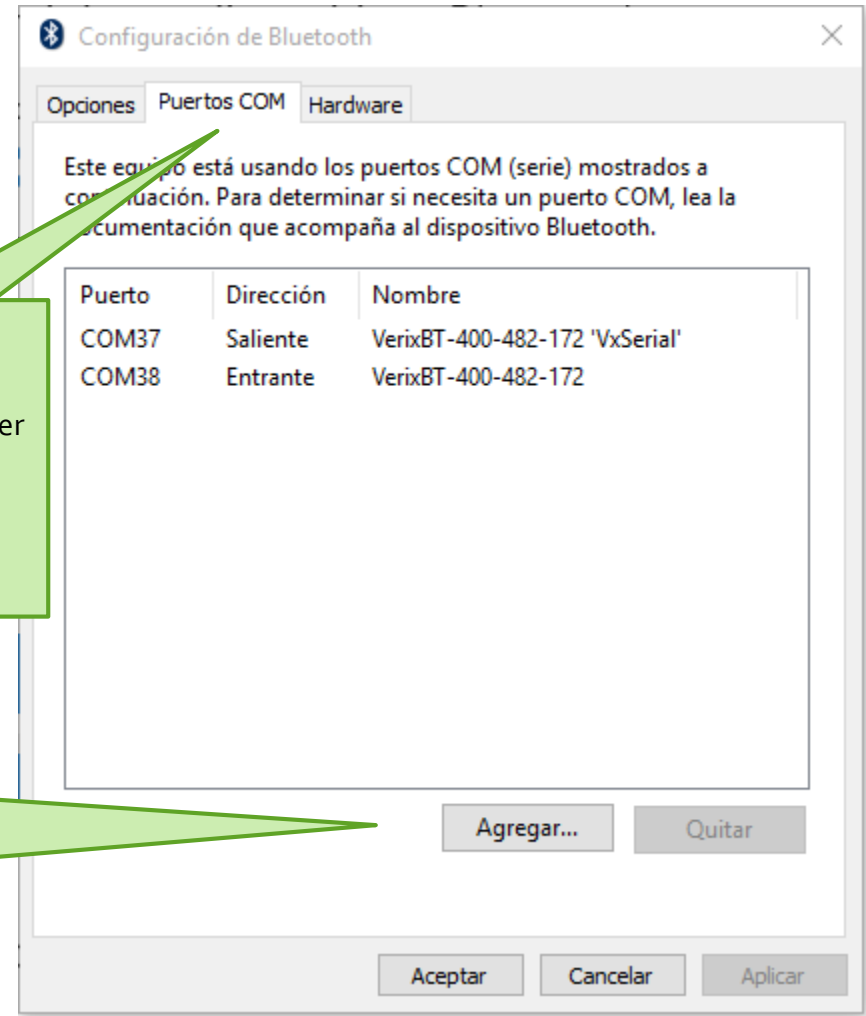 Configuración de Bluetooth
Opciones Puertos COM Hardware
Este equipo está usando los puertos COM (serie) mostrados a
continuación. Para determinar si necesita un puerto COM, lea la
documentación que acompaña al dispositivo Bluetooth.
Puerto Dirección Nombre
COM37 Saliente VerixBT-400-482-172 'VxSerial'
COM38 Entrante VerixBT-400-482-172
er
Agregar... Quitar
Aceptar Cancelar Aplicar